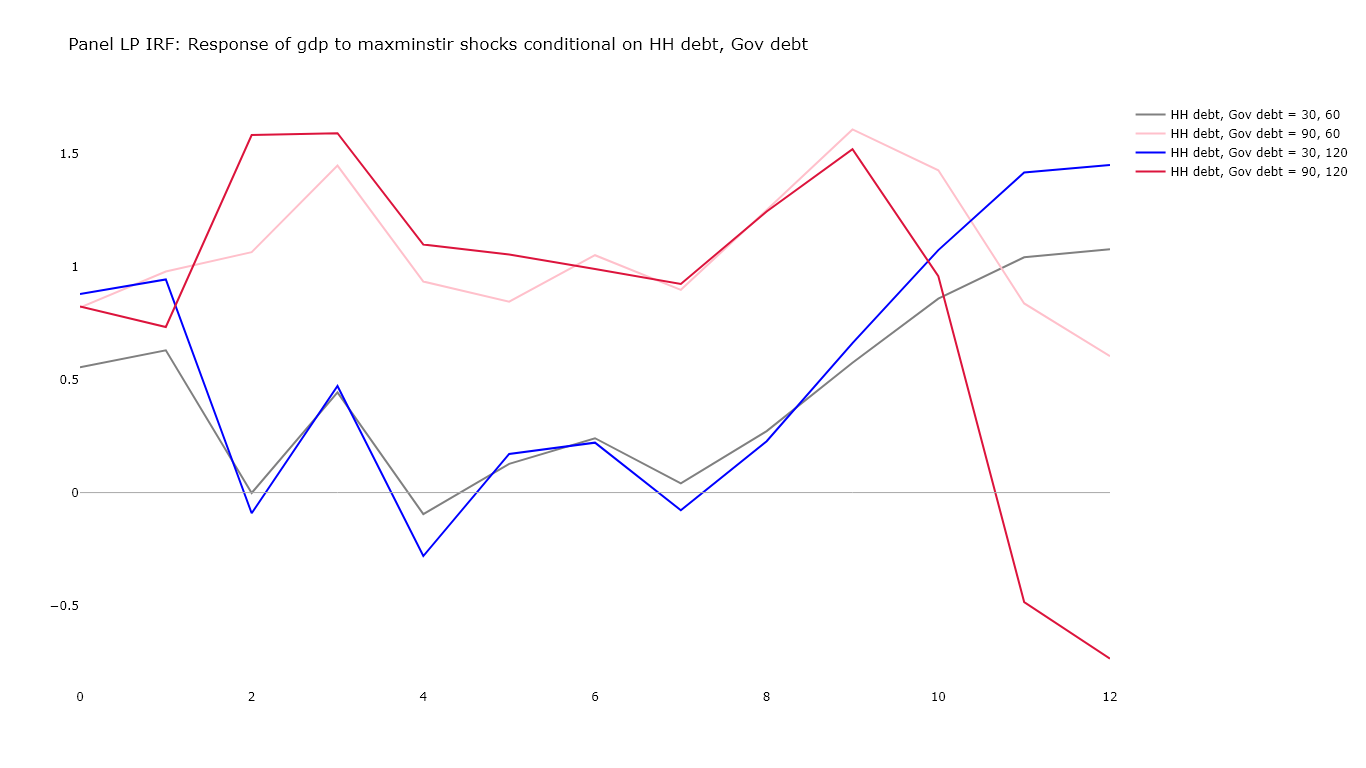 Panel LP IRF: Response of gdp to maxminstir shocks conditional on HH debt, Gov debt
HH debt, Gov debt = 30, 60
HH debt, Gov debt = 90, 60
HH debt, Gov debt = 30, 120
HH debt, Gov debt = 90, 120
1.5
1
0.5
0
−0.5
0 2 4 6 8 10 12